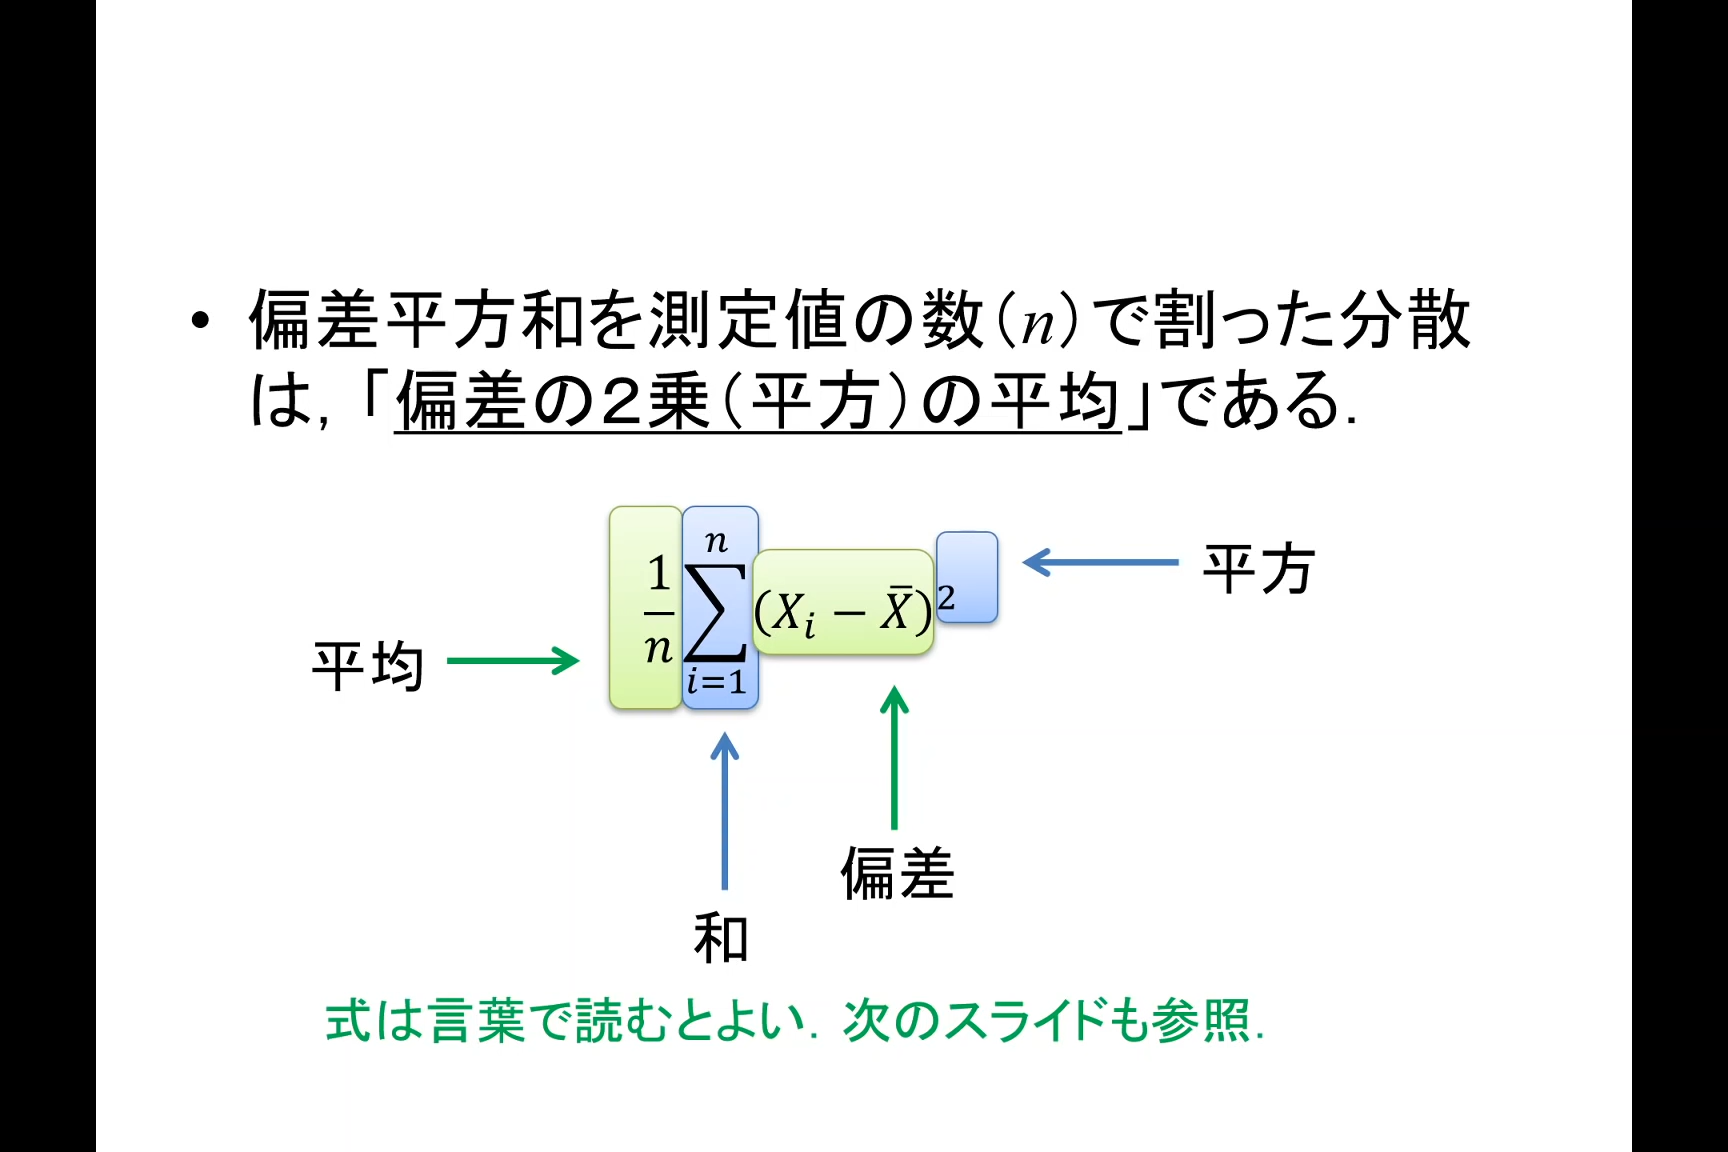 • 偏差平方和を測定値の数（n）で割った分散
は，「偏差の２乗（平方）の平均」である．
平方
\frac{1}{n}\sum_{i=1}^{n}(X_i − \bar{X})^2
平均
偏差
和
式は言葉で読むとよい．次のスライドも参照．